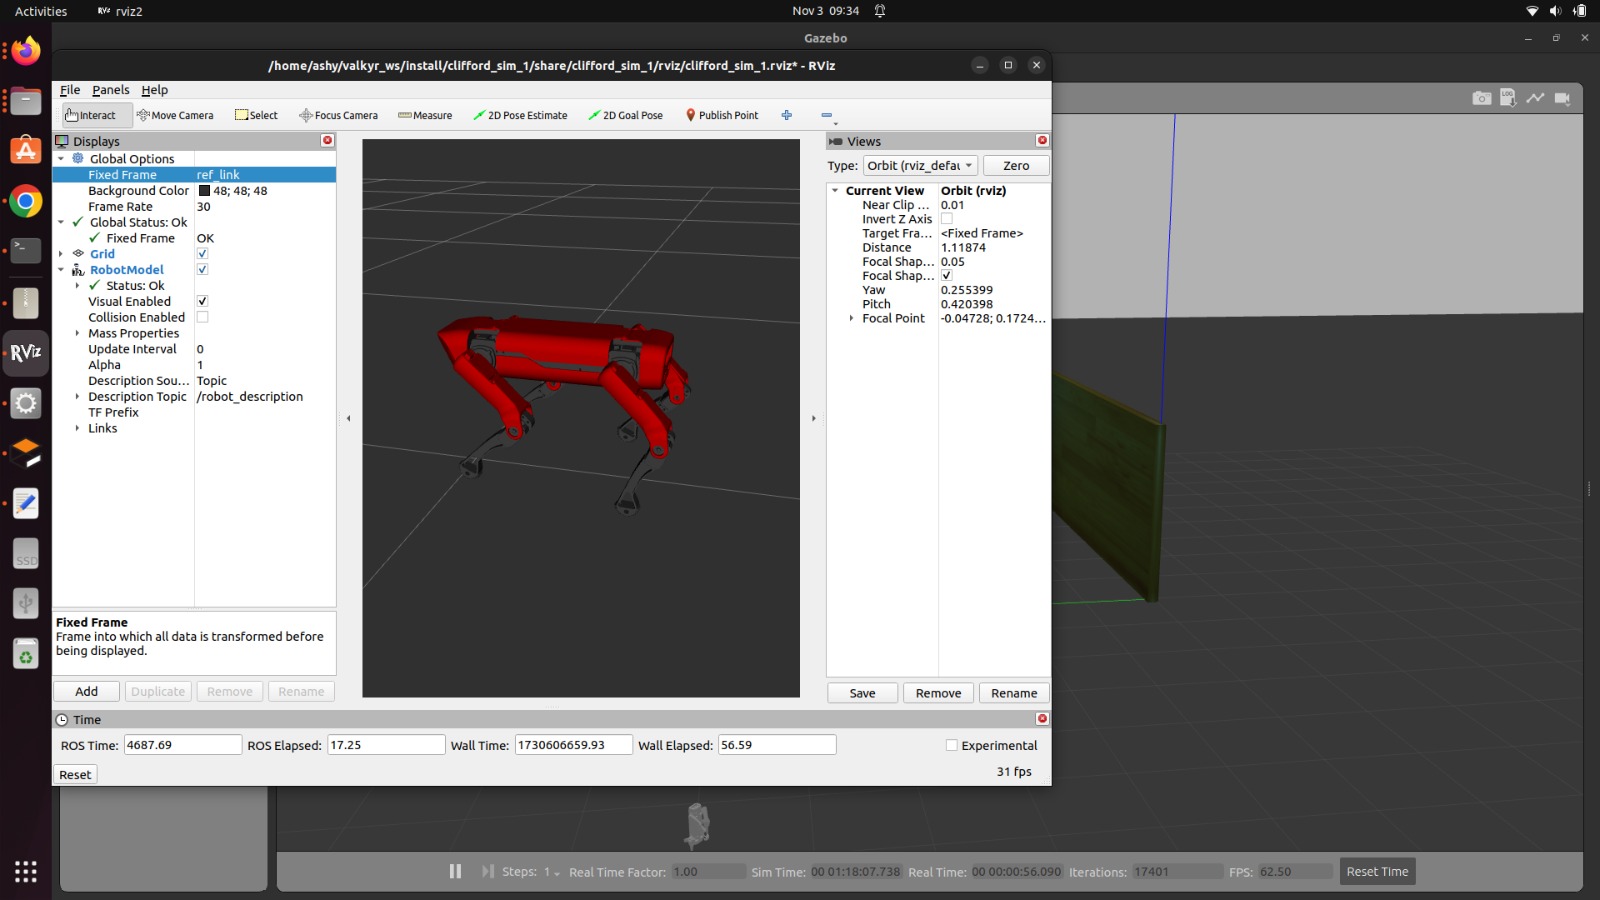 Activities
rviz2
Nov 3 09:34
Gazebo
/home/ashy/valkyr_ws/install/clifford_sim_1/share/clifford_sim_1/rviz/clifford_sim_1.rviz* - RViz
File Panels Help
Interact Move Camera Select Focus Camera Measure 2D Pose Estimate 2D Goal Pose Publish Point
LOG
Displays
Global Options
Fixed Frame ref_link
Background Color 48; 48; 48
Frame Rate 30
Global Status: Ok
Fixed Frame OK
Grid
RobotModel
Status: Ok
Visual Enabled
Collision Enabled
Mass Properties
Update Interval 0
Alpha 1
Description Sou... Topic
Description Topic /robot_description
TF Prefix
Links
Fixed Frame
Frame into which all data is transformed before
being displayed.
Add Duplicate Remove Rename
Views
Type: Orbit (rviz_defau Zero
Current View Orbit (rviz)
Near Clip ... 0.01
Invert Z Axis
Target Fra... <Fixed Frame>
Distance 1.11874
Focal Shap... 0.05
Focal Shap...
Yaw 0.255399
Pitch 0.420398
Focal Point -0.04728; 0.1724...
Save Remove Rename
Time
ROS Time: 4687.69 ROS Elapsed: 17.25 Wall Time: 1730606659.93 Wall Elapsed: 56.59 Experimental
Reset
31 fps
RViz
SSD
Steps: 1 Real Time Factor: 1.00 Sim Time: 00 01:18:07.738 Real Time: 00 00:00:56.090 Iterations: 17401 FPS: 62.50 Reset Time